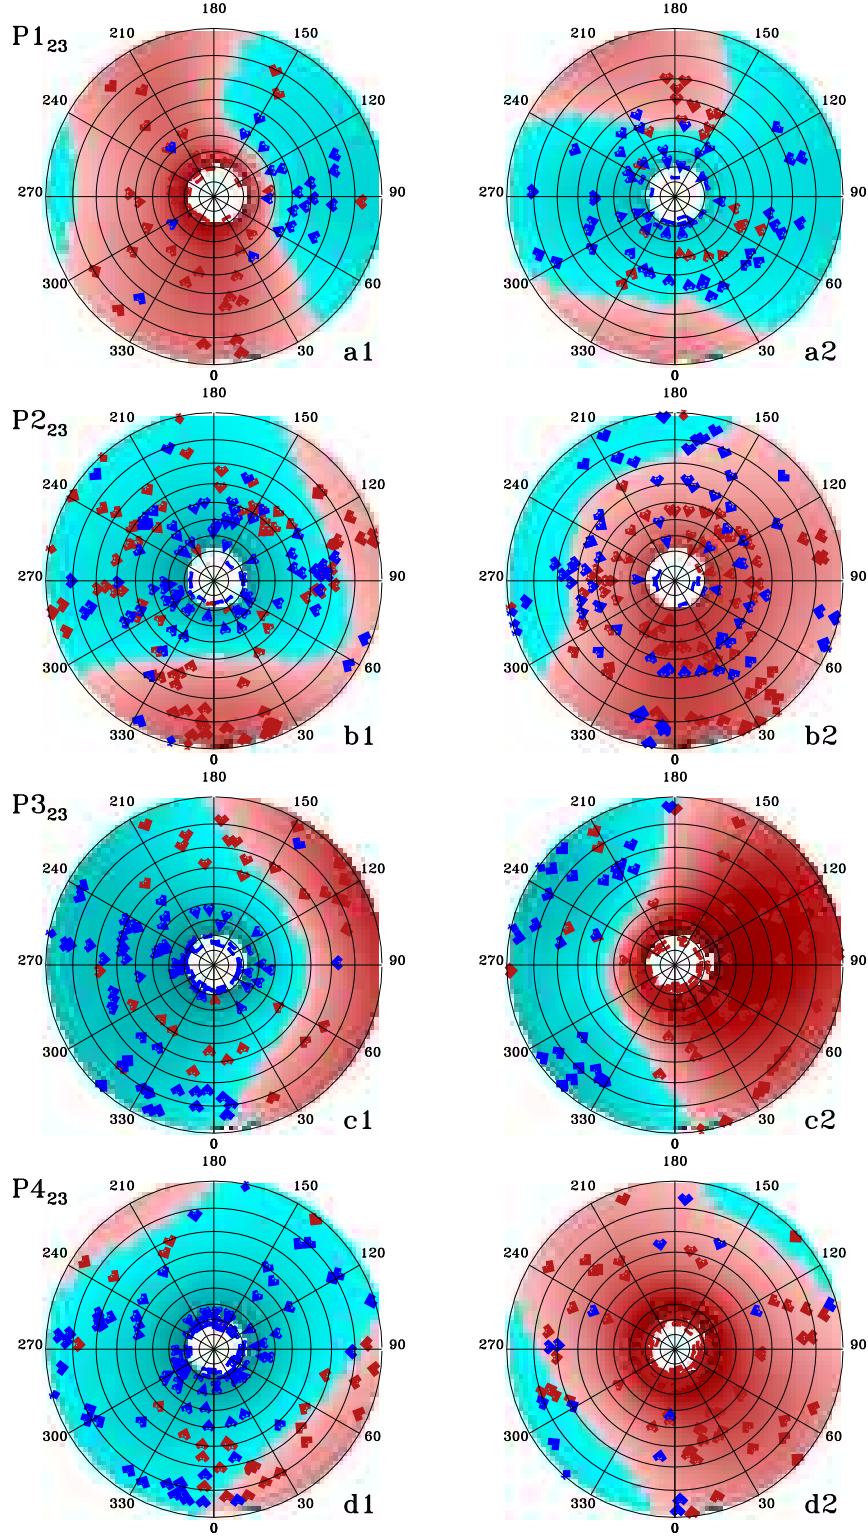 180 180
P1₂₃ 210 150 210 150
240 120 240 120
270 90 270 90
300 60 300 60
330 30 a1 330 30 a2
0 0
180 180
P2₂₃ 210 150 210 150
240 120 240 120
270 90 270 90
300 60 300 60
330 30 b1 330 30 b2
0 0
180 180
P3₂₃ 210 150 210 150
240 120 240 120
270 90 270 90
300 60 300 60
330 30 c1 330 30 c2
0 0
180 180
P4₂₃ 210 150 210 150
240 120 240 120
270 90 270 90
300 60 300 60
330 30 d1 330 30 d2
0 0